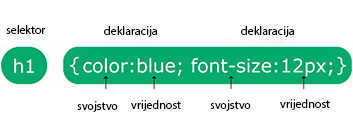 selektor deklaracija deklaracija
h1 {color:blue; font-size:12px;}
svojstvo vrijednost svojstvo vrijednost